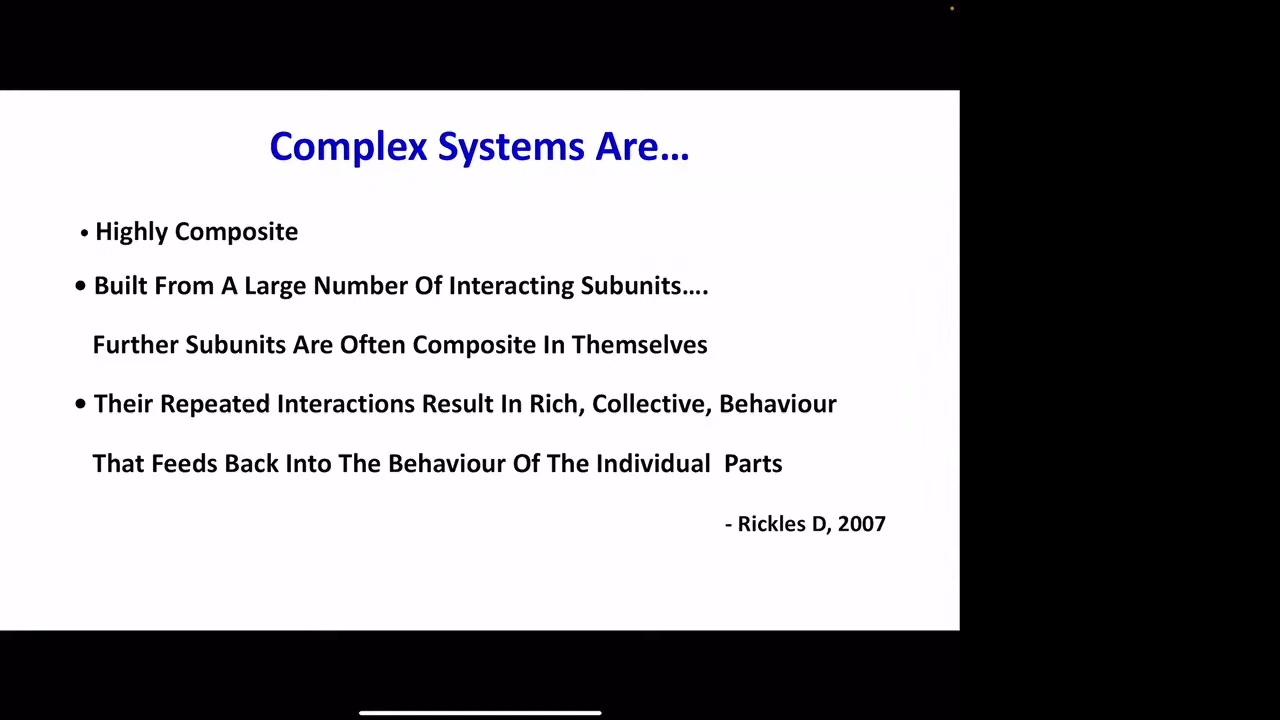 Complex Systems Are…
• Highly Composite
• Built From A Large Number Of Interacting Subunits….
Further Subunits Are Often Composite In Themselves
• Their Repeated Interactions Result In Rich, Collective, Behaviour
That Feeds Back Into The Behaviour Of The Individual  Parts
- Rickles D, 2007